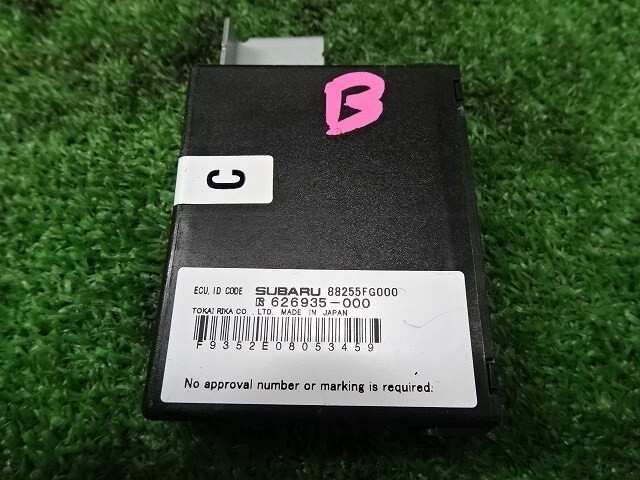 B
C
ECU, ID CODE SUBARU 88255FG000
626935-000
TOKAI RIKA CO., LTD. MADE IN JAPAN
F9352E08053459
No approval number or marking is required.